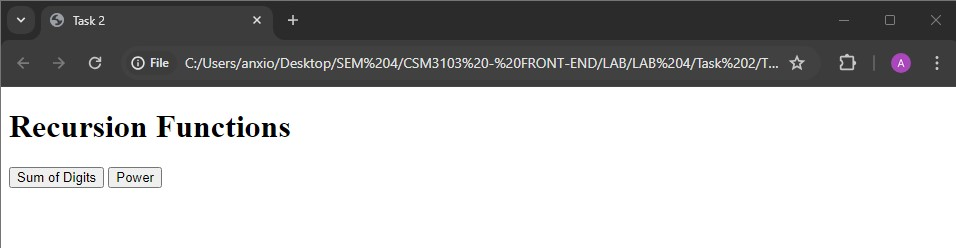 Task 2
File C:/Users/anxio/Desktop/SEM%204/CSM3103%20-%20FRONT-END/LAB/LAB%204/Task%202/T...
A
Recursion Functions
Sum of Digits Power